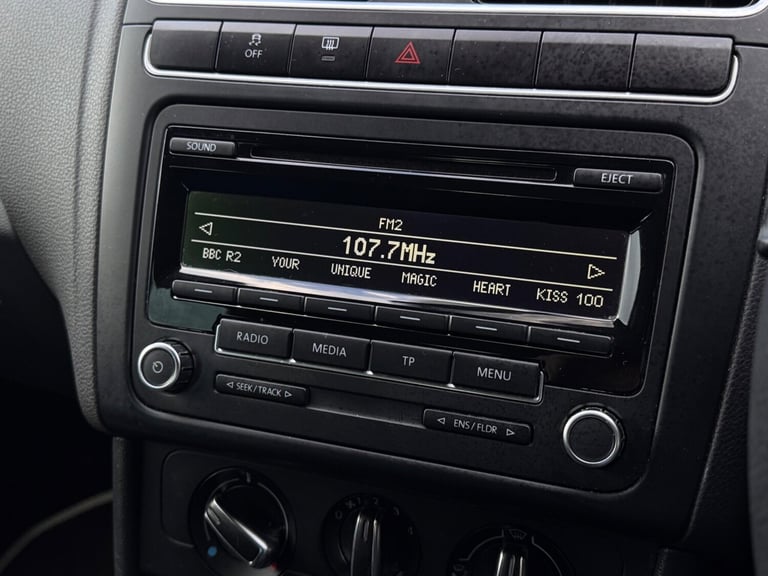 OFF
SOUND
EJECT
FM2
107.7MHz
BBC R2 YOUR UNIQUE MAGIC HEART KISS 100
RADIO MEDIA TP MENU
SEEK / TRACK
ENS / FLDR